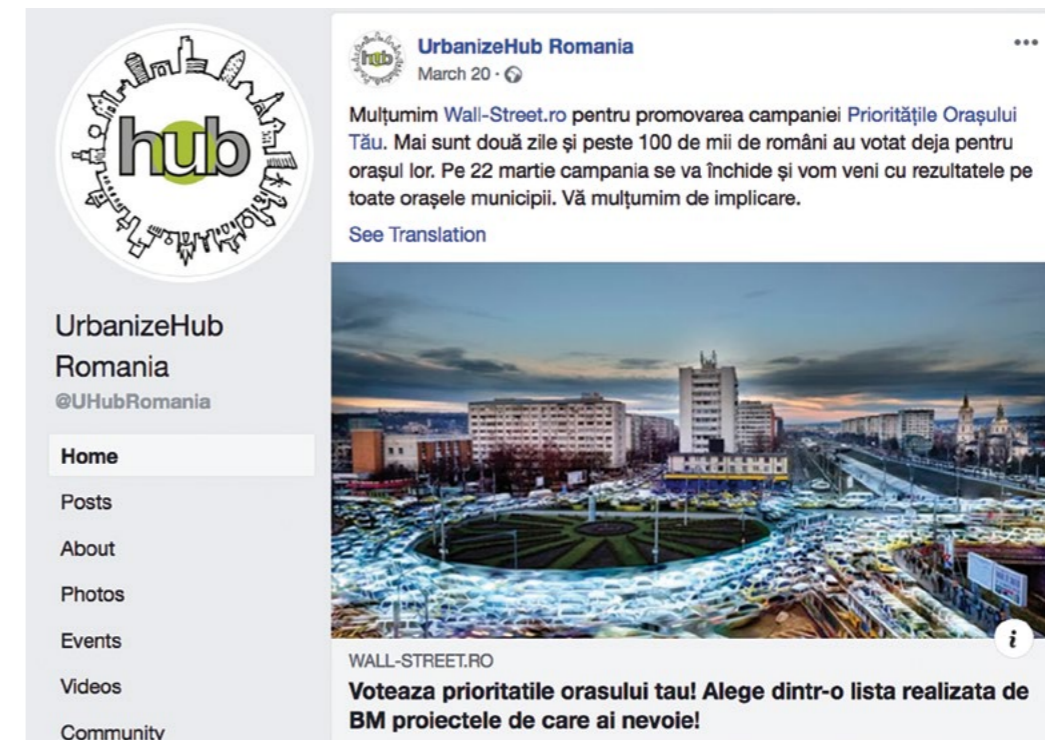 hub
UrbanizeHub
Romania
@UHubRomania
Home
Posts
About
Photos
Events
Videos
Community
hub
UrbanizeHub Romania
March 20 ·
Mulțumim Wall-Street.ro pentru promovarea campaniei Prioritățile Orașului
Tău. Mai sunt două zile și peste 100 de mii de români au votat deja pentru
orașul lor. Pe 22 martie campania se va închide și vom veni cu rezultatele pe
toate orașele municipii. Vă mulțumim de implicare.
See Translation
i
WALL-STREET.RO
Voteaza prioritatile orasului tau! Alege dintr-o lista realizata de
BM proiectele de care ai nevoie!